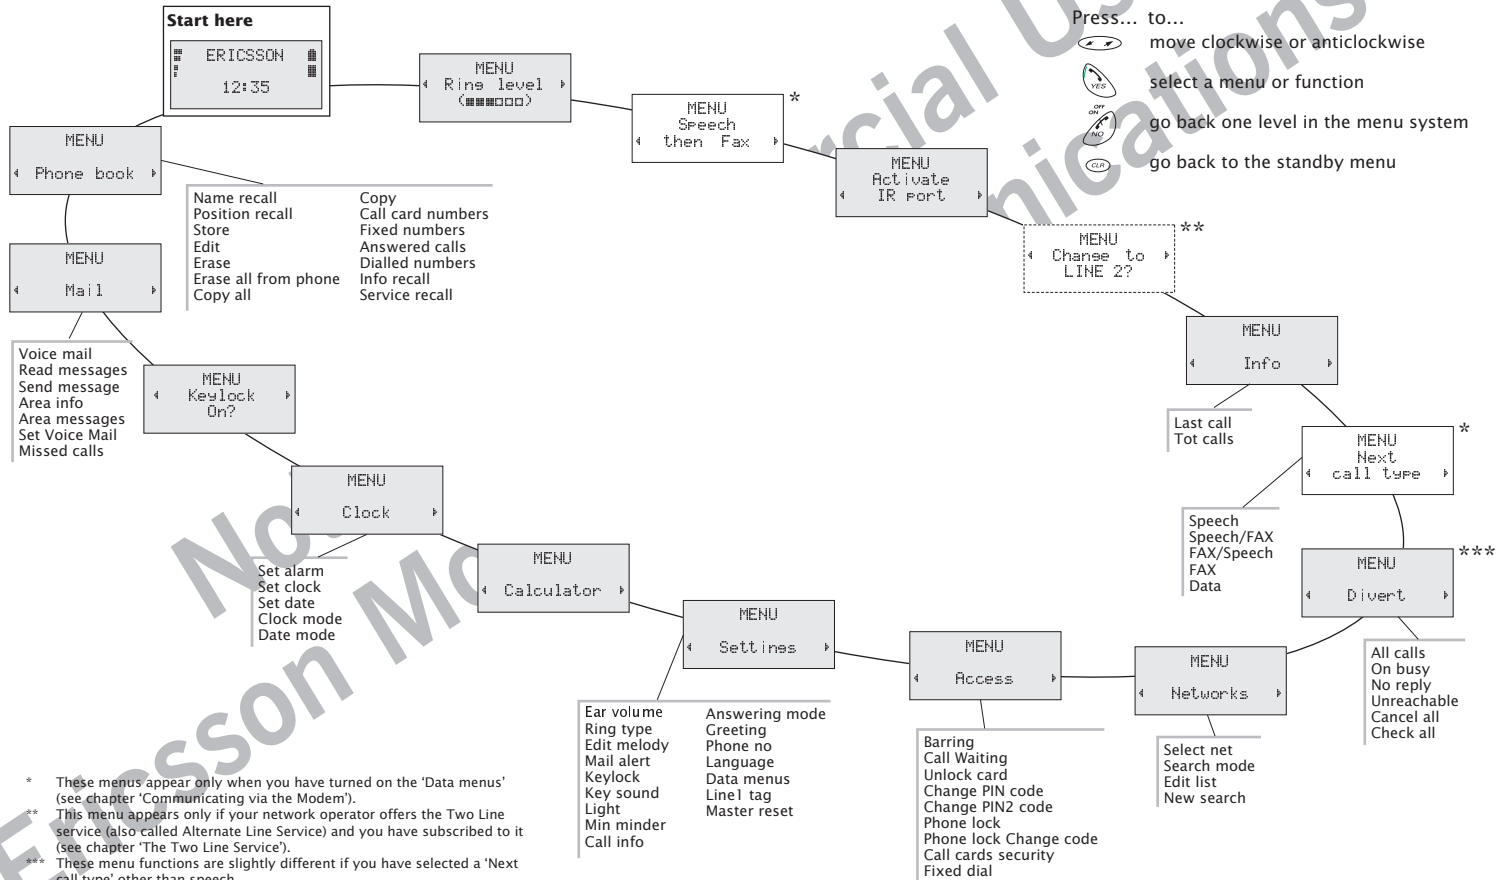 Start here
ERICSSON
12:35
MENU
Ring level
MENU
Speech
then Fax
*
MENU
Activate
IR port
MENU
Change to
LINE 2?
**
Press... to...
move clockwise or anticlockwise
YES
select a menu or function
OFF
ON
NO
go back one level in the menu system
CLR
go back to the standby menu
MENU
Phone book
Name recall
Position recall
Store
Edit
Erase
Erase all from phone
Copy all
Copy
Call card numbers
Fixed numbers
Answered calls
Dialled numbers
Info recall
Service recall
MENU
Mail
Voice mail
Read messages
Send message
Area info
Area messages
Set Voice Mail
Missed calls
MENU
Keylock
On?
MENU
Clock
Set alarm
Set clock
Set date
Clock mode
Date mode
MENU
Calculator
MENU
Settings
Ear volume
Ring type
Edit melody
Mail alert
Keylock
Key sound
Light
Min minder
Call info
Answering mode
Greeting
Phone no
Language
Data menus
Line1 tag
Master reset
MENU
Access
Barring
Call Waiting
Unlock card
Change PIN code
Change PIN2 code
Phone lock
Phone lock Change code
Call cards security
Fixed dial
MENU
Networks
Select net
Search mode
Edit list
New search
MENU
Divert
***
All calls
On busy
No reply
Unreachable
Cancel all
Check all
MENU
Next
call type
*
Speech
Speech/FAX
FAX/Speech
FAX
Data
MENU
Info
Last call
Tot calls
* These menus appear only when you have turned on the ‘Data menus’
(see chapter ‘Communicating via the Modem’).
** This menu appears only if your network operator offers the Two Line
service (also called Alternate Line Service) and you have subscribed to it
(see chapter ‘The Two Line Service’).
*** These menu functions are slightly different if you have selected a ‘Next
call type’ other than speech.
Ericsson